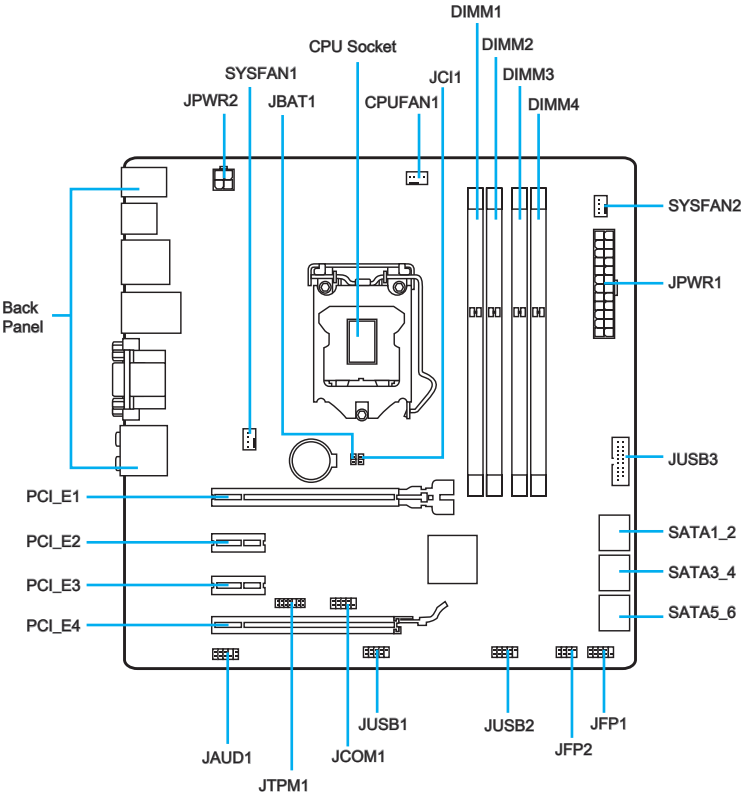 DIMM1
CPU Socket
DIMM2
SYSFAN1
JCI1
DIMM3
JPWR2
JBAT1
CPUFAN1
DIMM4
SYSFAN2
JPWR1
Back
Panel
JUSB3
PCI_E1
SATA1_2
PCI_E2
SATA3_4
PCI_E3
SATA5_6
PCI_E4
JUSB1
JUSB2
JFP1
JAUD1
JCOM1
JFP2
JTPM1